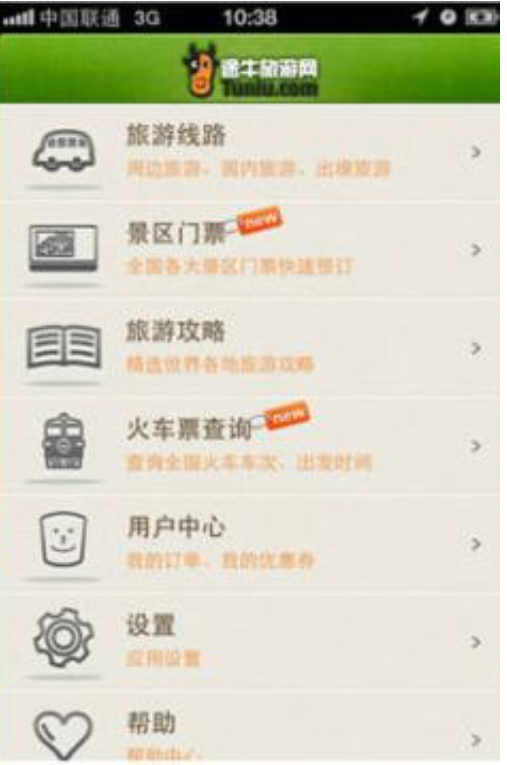 中国联通 3G 10:38
途牛旅游网
Tuniu.com
旅游线路
周边旅游、国内旅游、出境旅游
景区门票 new
全国各大景区门票快速预订
旅游攻略
精选世界各地旅游攻略
火车票查询 new
查询全国火车车次、出发时间
用户中心
我的订单、我的优惠券
设置
应用设置
帮助
帮助中心